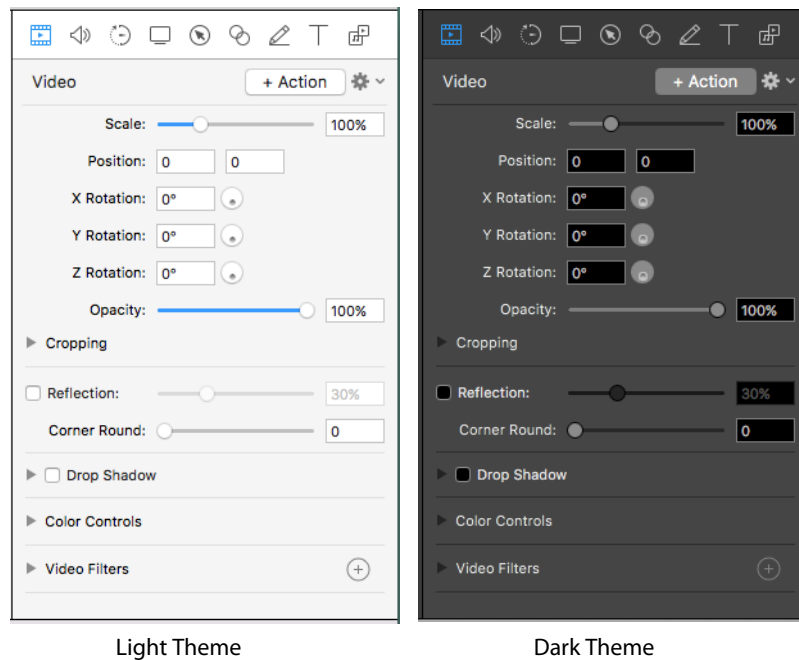 Video + Action
Scale: 100%
Position: 0 0
X Rotation: 0°
Y Rotation: 0°
Z Rotation: 0°
Opacity: 100%
Cropping
Reflection: 30%
Corner Round: 0
Drop Shadow
Color Controls
Video Filters
Light Theme
Video + Action
Scale: 100%
Position: 0 0
X Rotation: 0°
Y Rotation: 0°
Z Rotation: 0°
Opacity: 100%
Cropping
Reflection: 30%
Corner Round: 0
Drop Shadow
Color Controls
Video Filters
Dark Theme